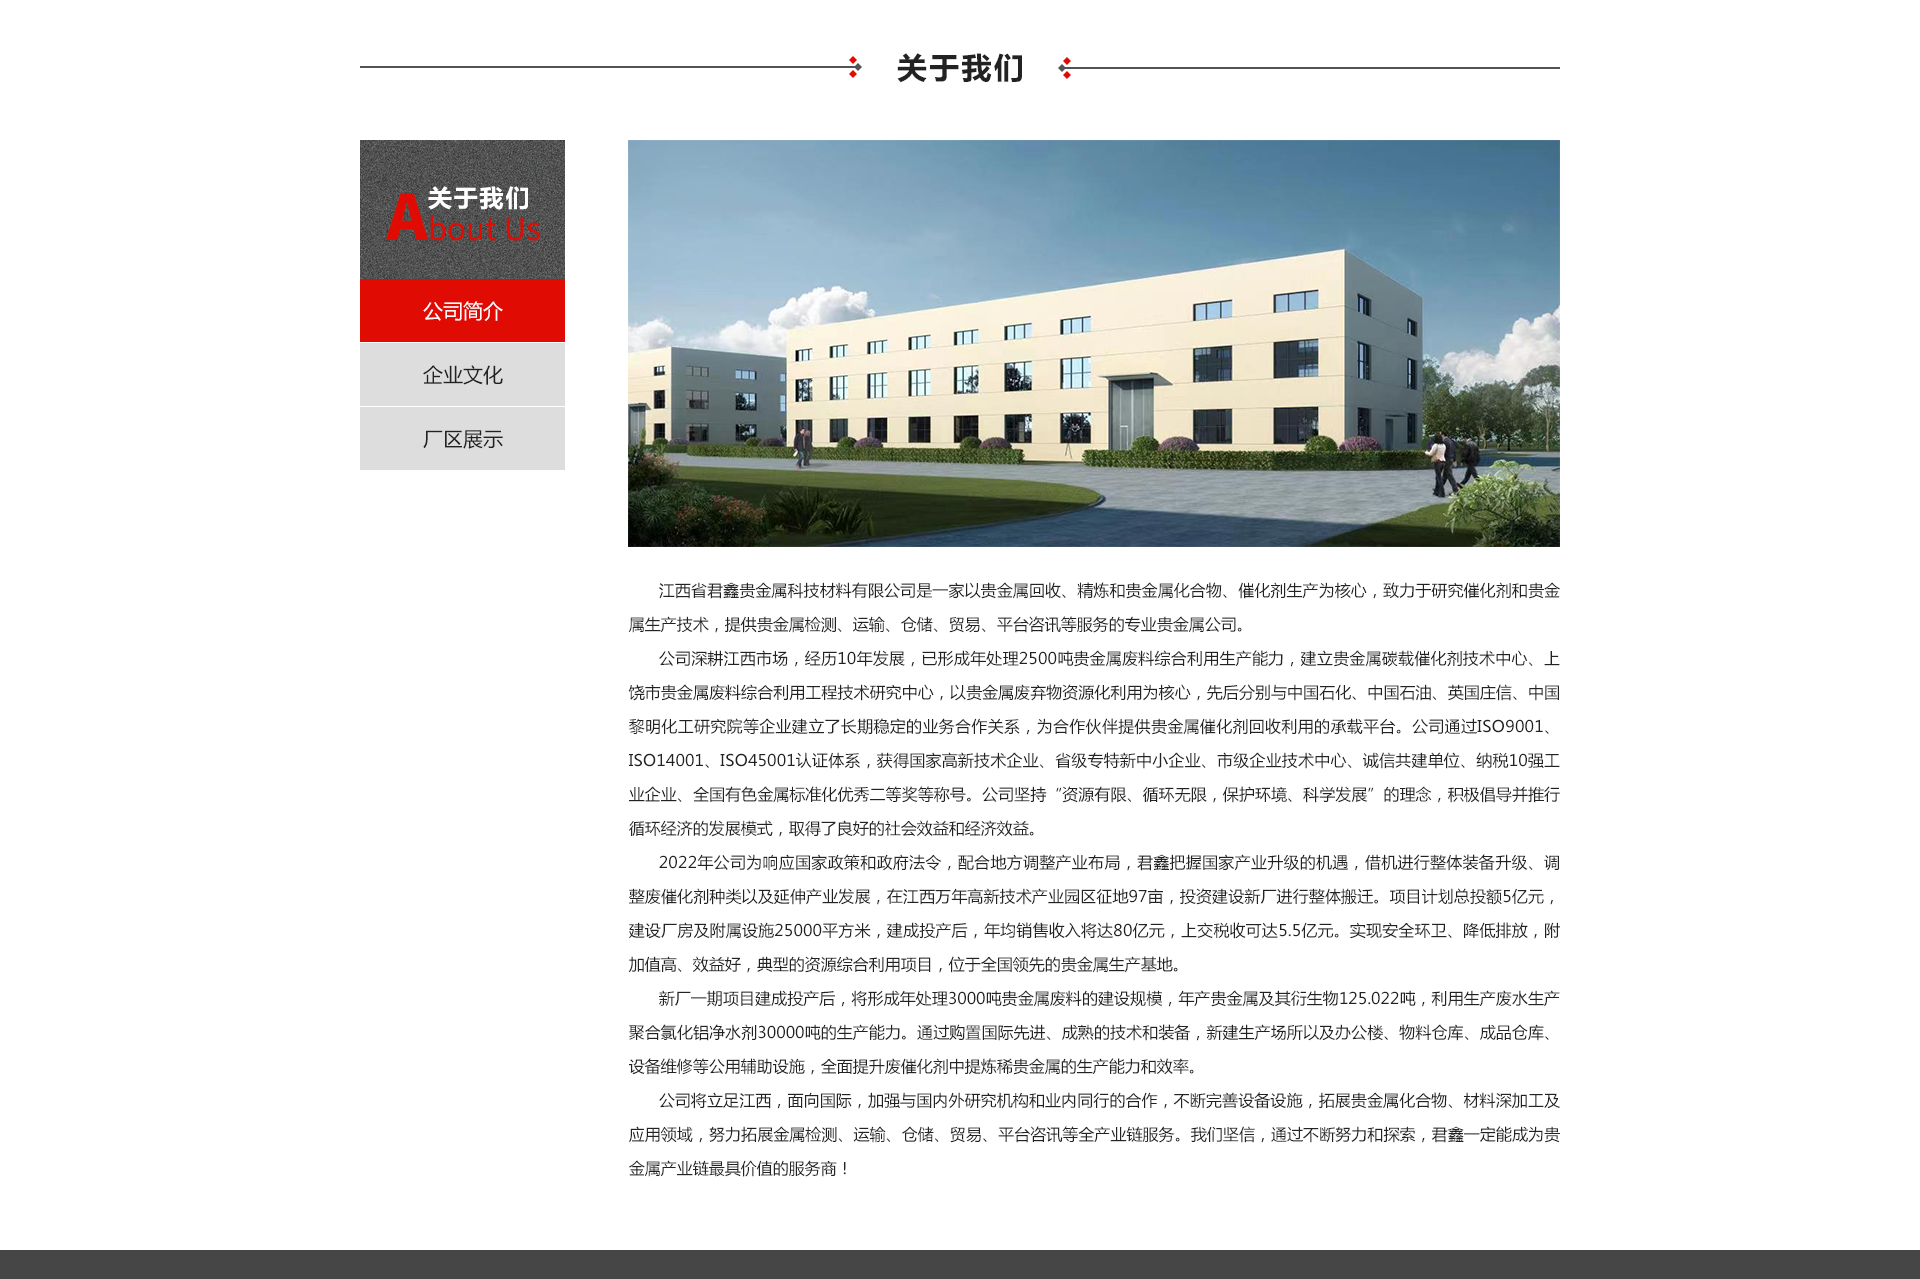 关于我们
关于我们
About Us
公司简介
企业文化
厂区展示
江西省君鑫贵金属科技材料有限公司是一家以贵金属回收、精炼和贵金属化合物、催化剂生产为核心，致力于研究催化剂和贵金
属生产技术，提供贵金属检测、运输、仓储、贸易、平台咨讯等服务的专业贵金属公司。
公司深耕江西市场，经历10年发展，已形成年处理2500吨贵金属废料综合利用生产能力，建立贵金属碳载催化剂技术中心、上
饶市贵金属废料综合利用工程技术研究中心，以贵金属废弃物资源化利用为核心，先后分别与中国石化、中国石油、英国庄信、中国
黎明化工研究院等企业建立了长期稳定的业务合作关系，为合作伙伴提供贵金属催化剂回收利用的承载平台。公司通过ISO9001、
ISO14001、ISO45001认证体系，获得国家高新技术企业、省级专特新中小企业、市级企业技术中心、诚信共建单位、纳税10强工
业企业、全国有色金属标准化优秀二等奖等称号。公司坚持“资源有限、循环无限，保护环境、科学发展”的理念，积极倡导并推行
循环经济的发展模式，取得了良好的社会效益和经济效益。
2022年公司为响应国家政策和政府法令，配合地方调整产业布局，君鑫把握国家产业升级的机遇，借机进行整体装备升级、调
整废催化剂种类以及延伸产业发展，在江西万年高新技术产业园区征地97亩，投资建设新厂进行整体搬迁。项目计划总投额5亿元，
建设厂房及附属设施25000平方米，建成投产后，年均销售收入将达80亿元，上交税收可达5.5亿元。实现安全环卫、降低排放，附
加值高、效益好，典型的资源综合利用项目，位于全国领先的贵金属生产基地。
新厂一期项目建成投产后，将形成年处理3000吨贵金属废料的建设规模，年产贵金属及其衍生物125.022吨，利用生产废水生产
聚合氯化铝净水剂30000吨的生产能力。通过购置国际先进、成熟的技术和装备，新建生产场所以及办公楼、物料仓库、成品仓库、
设备维修等公用辅助设施，全面提升废催化剂中提炼稀贵金属的生产能力和效率。
公司将立足江西，面向国际，加强与国内外研究机构和业内同行的合作，不断完善设备设施，拓展贵金属化合物、材料深加工及
应用领域，努力拓展金属检测、运输、仓储、贸易、平台咨讯等全产业链服务。我们坚信，通过不断努力和探索，君鑫一定能成为贵
金属产业链最具价值的服务商！